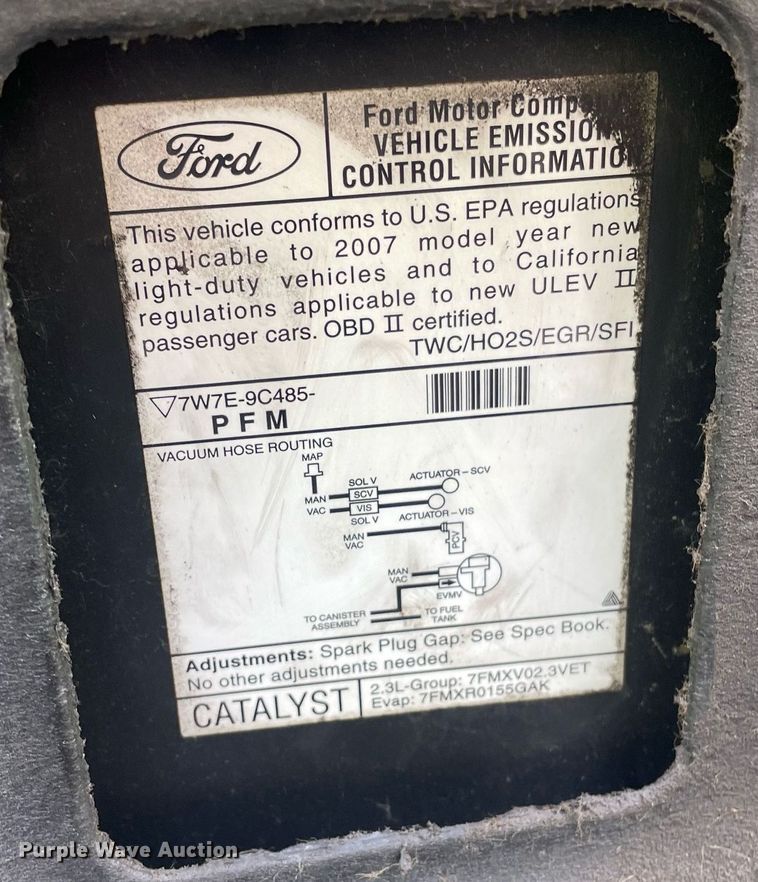 Ford
Ford Motor
VEHICLE EMISSION
CONTROL INFORMATION
This vehicle conforms to U.S. EPA regulations
applicable to 2007 model year new
light-duty vehicles and to California
regulations applicable to new ULEV II
passenger cars. OBD II certified.
TWC/HO2S/EGR/SFI
7W7E-9C485-
PFM
VACUUM HOSE ROUTING
MAP
SOL V
ACTUATOR-SCV
MAN
SCV
VAC
VIS
SOL V
ACTUATOR-VIS
MAN
VAC
PCV
MAN
VAC
EVMV
TO CANISTER
ASSEMBLY
TO FUEL
TANK
Adjustments: Spark Plug Gap: See Spec Book.
No other adjustments needed.
CATALYST
2.3L-Group: 7FMXV02.3VET
Evap: 7FMXR0155GAK
Purple Wave Auction